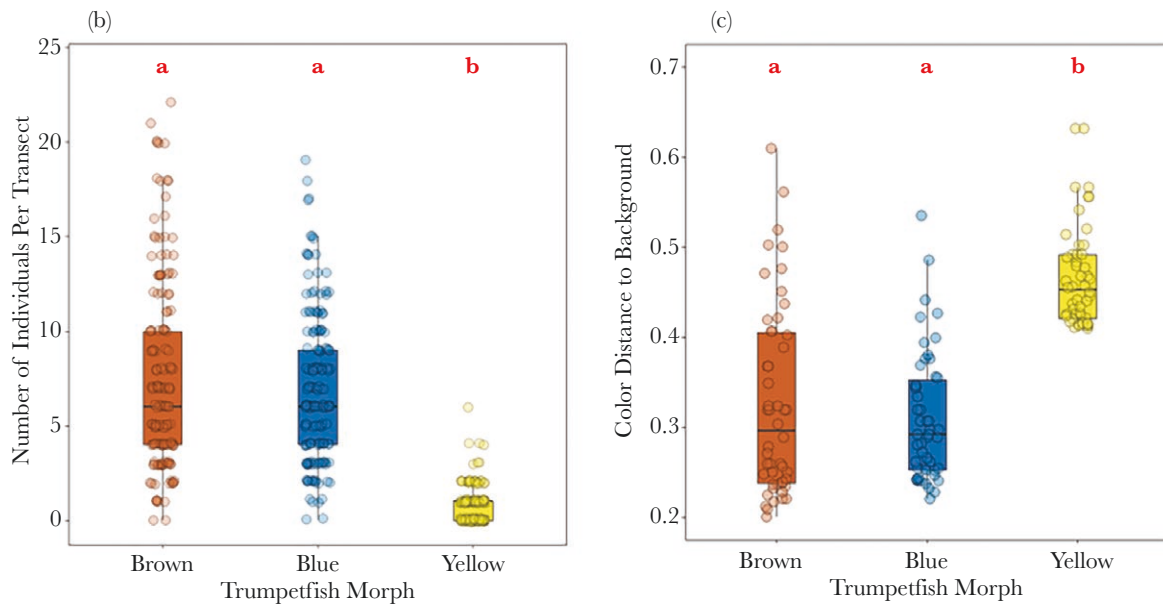 (b)
Number of Individuals Per Transect
25
20
15
10
5
0
a a b
Brown Blue Yellow
Trumpetfish Morph
(c)
Color Distance to Background
0.7
0.6
0.5
0.4
0.3
0.2
a a b
Brown Blue Yellow
Trumpetfish Morph